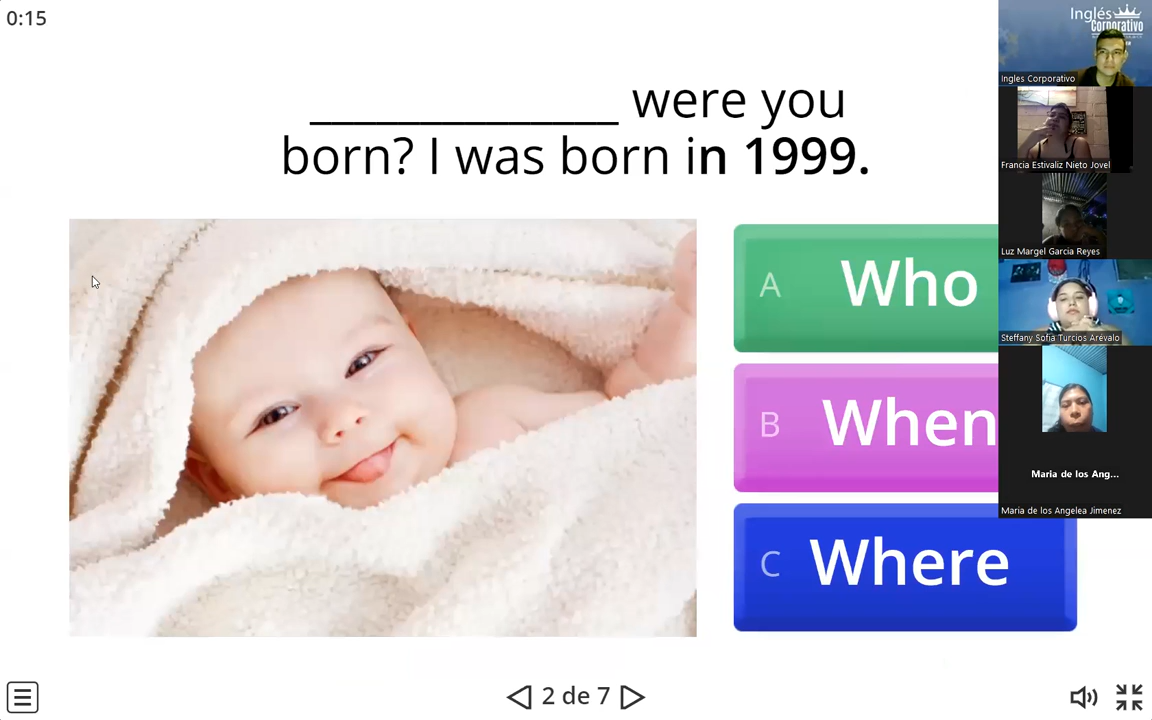 0:15
______________ were you
born? I was born in 1999.
A Who
B When
C Where
2 de 7
Inglés
Corporativo
Ingles Corporativo
Francia Estivaliz Nieto Jovel
Luz Margel Garcia Reyes
Steffany Sofia Turcios Arévalo
Maria de los Ang...
Maria de los Angelea Jimenez